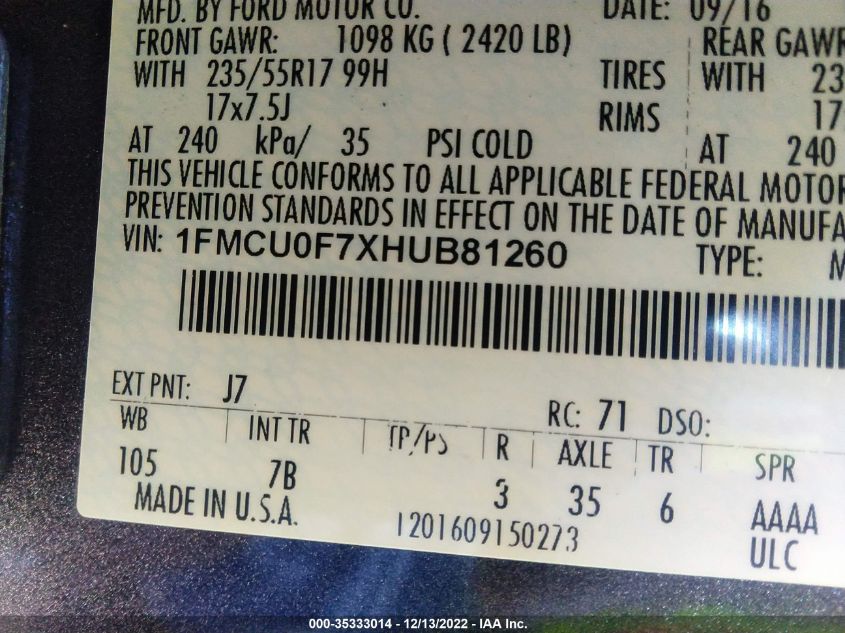 MFD. BY FORD MOTOR CO. DATE: 09/16
FRONT GAWR: 1098 KG ( 2420 LB) REAR GAWR
WITH 235/55R17 99H TIRES WITH 23
17x7.5J RIMS 17
AT 240 kPa/ 35 PSI COLD AT 240
THIS VEHICLE CONFORMS TO ALL APPLICABLE FEDERAL MOTOR
PREVENTION STANDARDS IN EFFECT ON THE DATE OF MANUFA
VIN: 1FMCU0F7XHUB81260 TYPE: M
EXT PNT: J7 RC: 71 DSO:
WB INT TR TP/PS R AXLE TR SPR
105 7B 3 35 6 AAAA
MADE IN U.S.A. 1201609150273 ULC
000-35333014 - 12/13/2022 - IAA Inc.